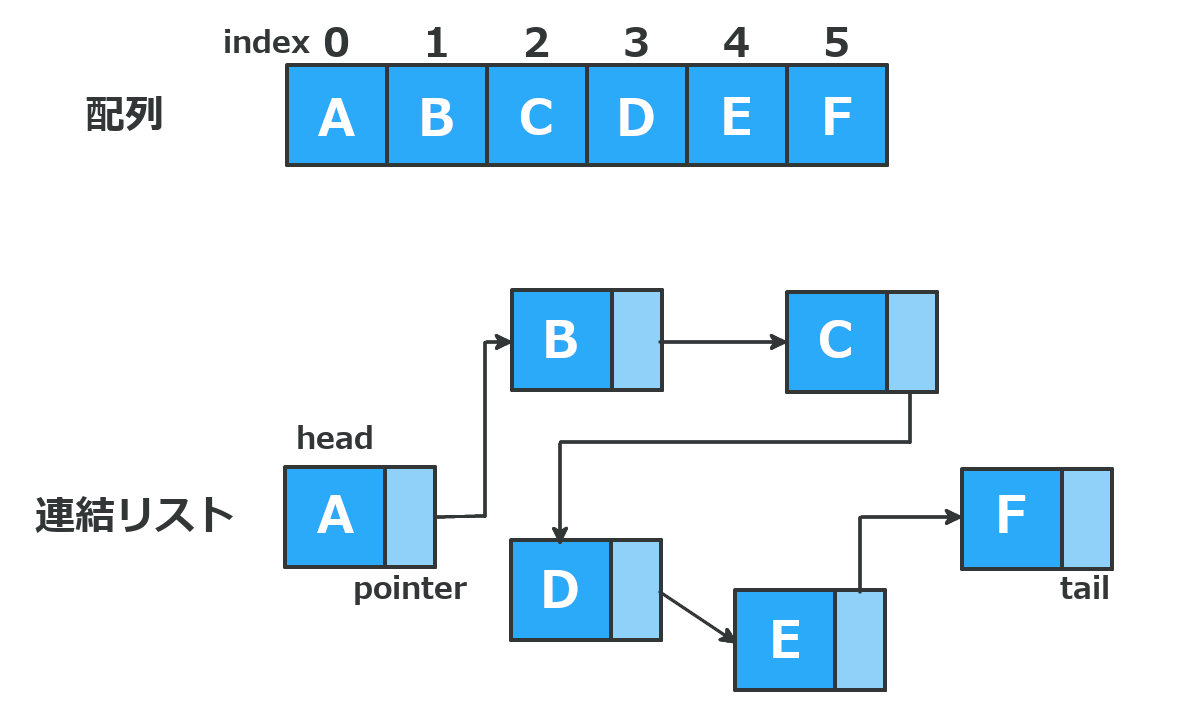 index 0 1 2 3 4 5
配列 A B C D E F
B C
head
連結リスト A F
pointer tail
D
E